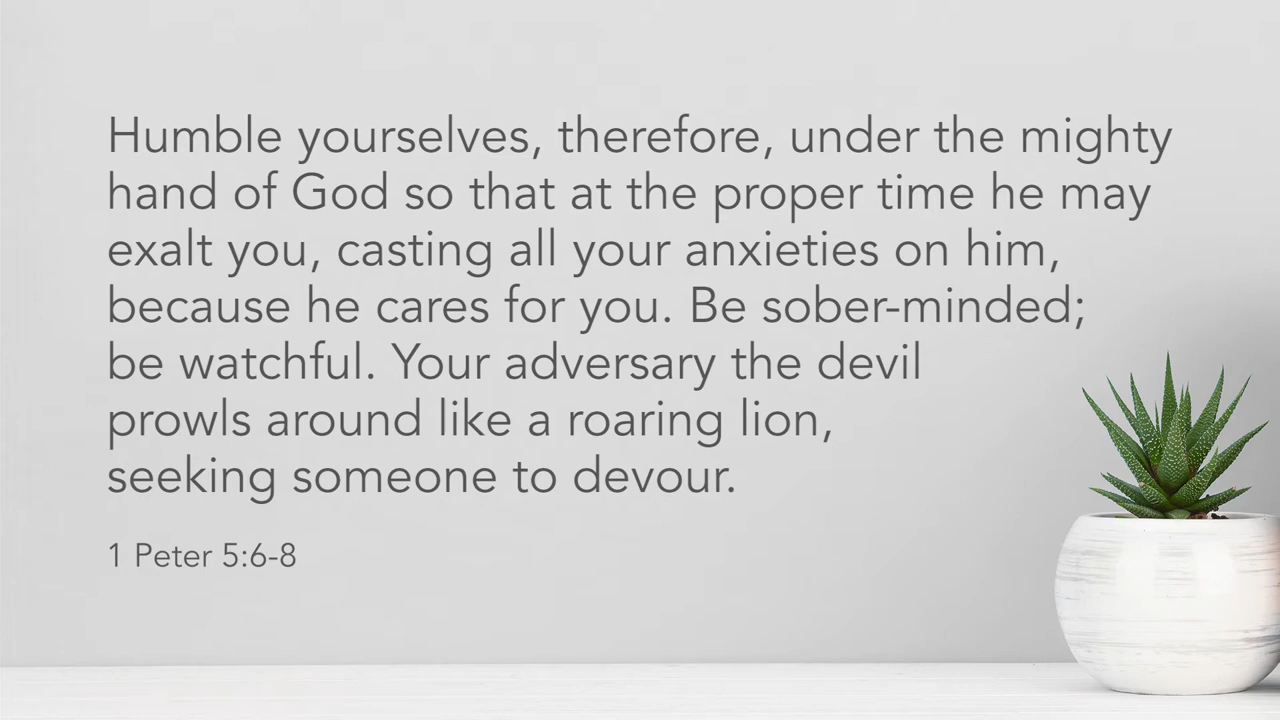 Humble yourselves, therefore, under the mighty
hand of God so that at the proper time he may
exalt you, casting all your anxieties on him,
because he cares for you. Be sober-minded;
be watchful. Your adversary the devil
prowls around like a roaring lion,
seeking someone to devour.
1 Peter 5:6-8